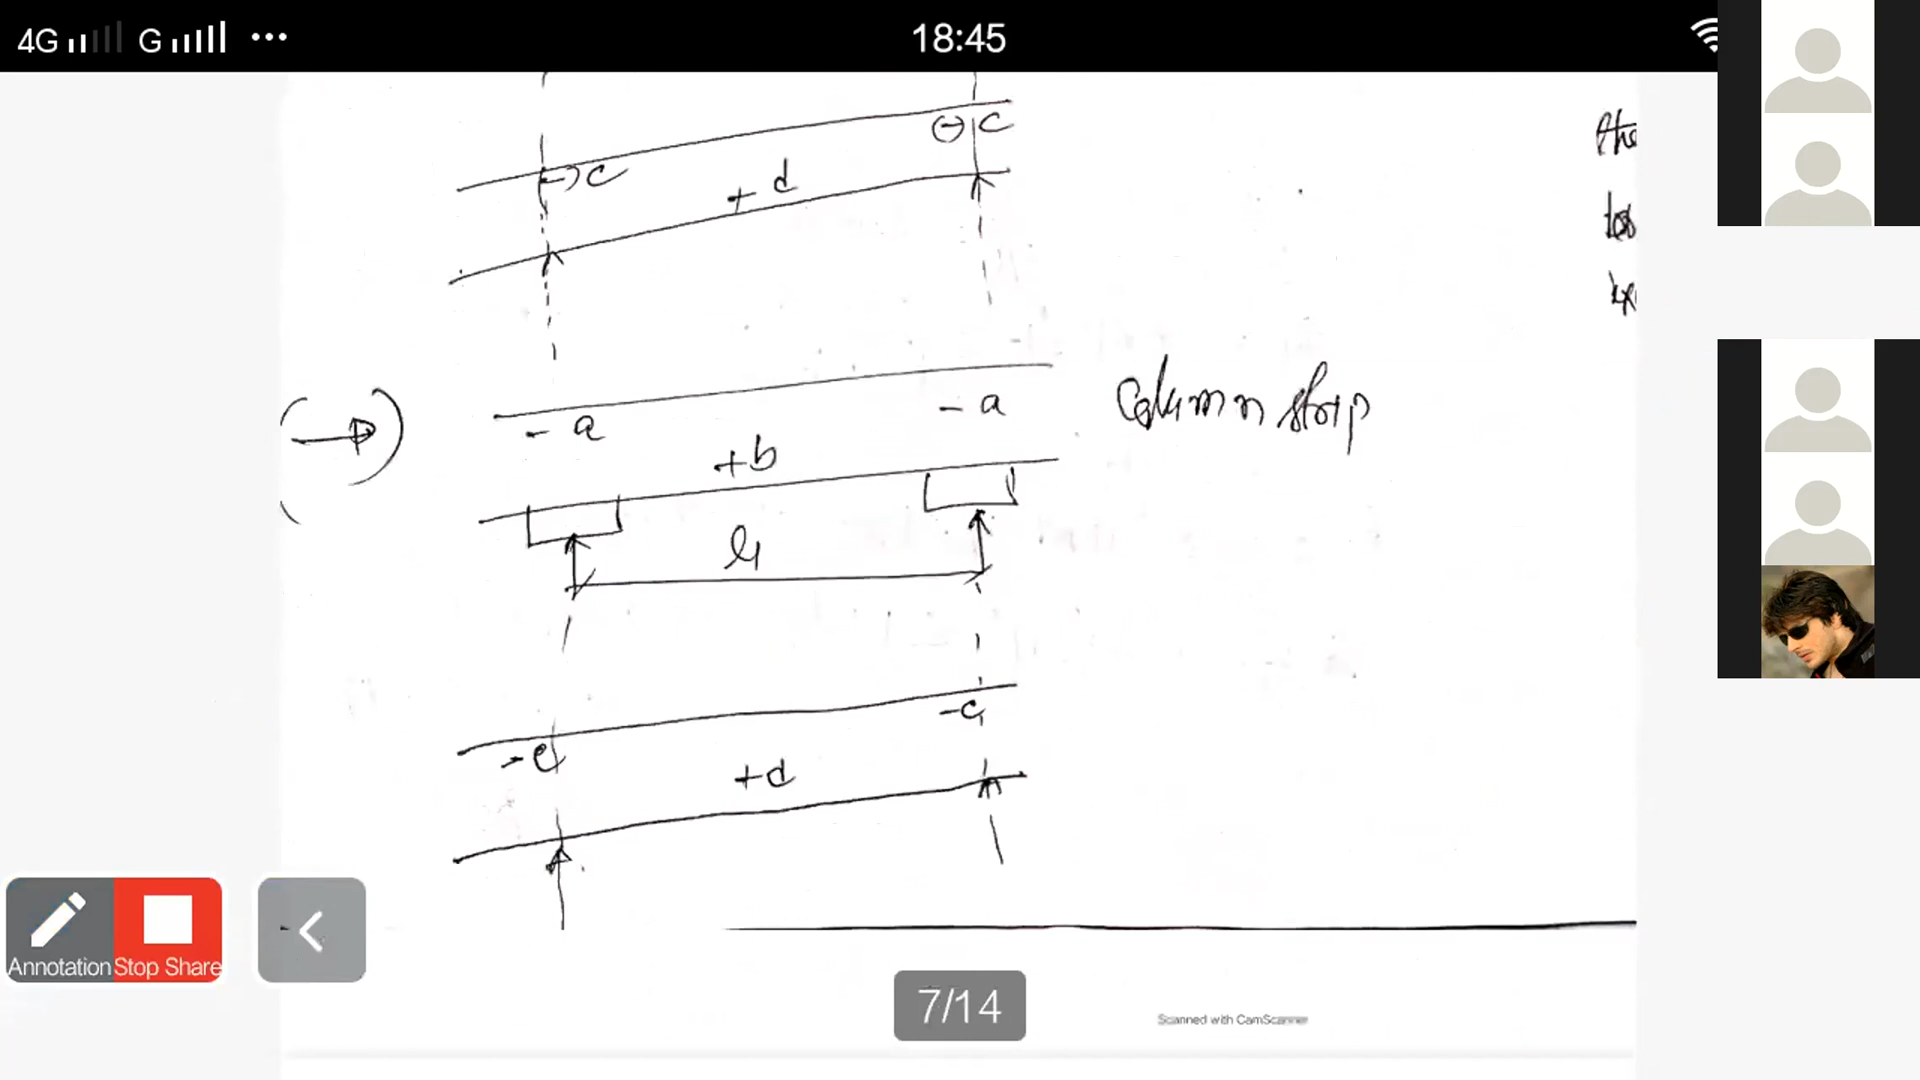 4G G ••• 18:45
⊖ C
(-) C
+ d
- a
- a
Column strip
+b
l1
-c
-c
+d
Annotation Stop Share
7/14
Scanned with CamScanner